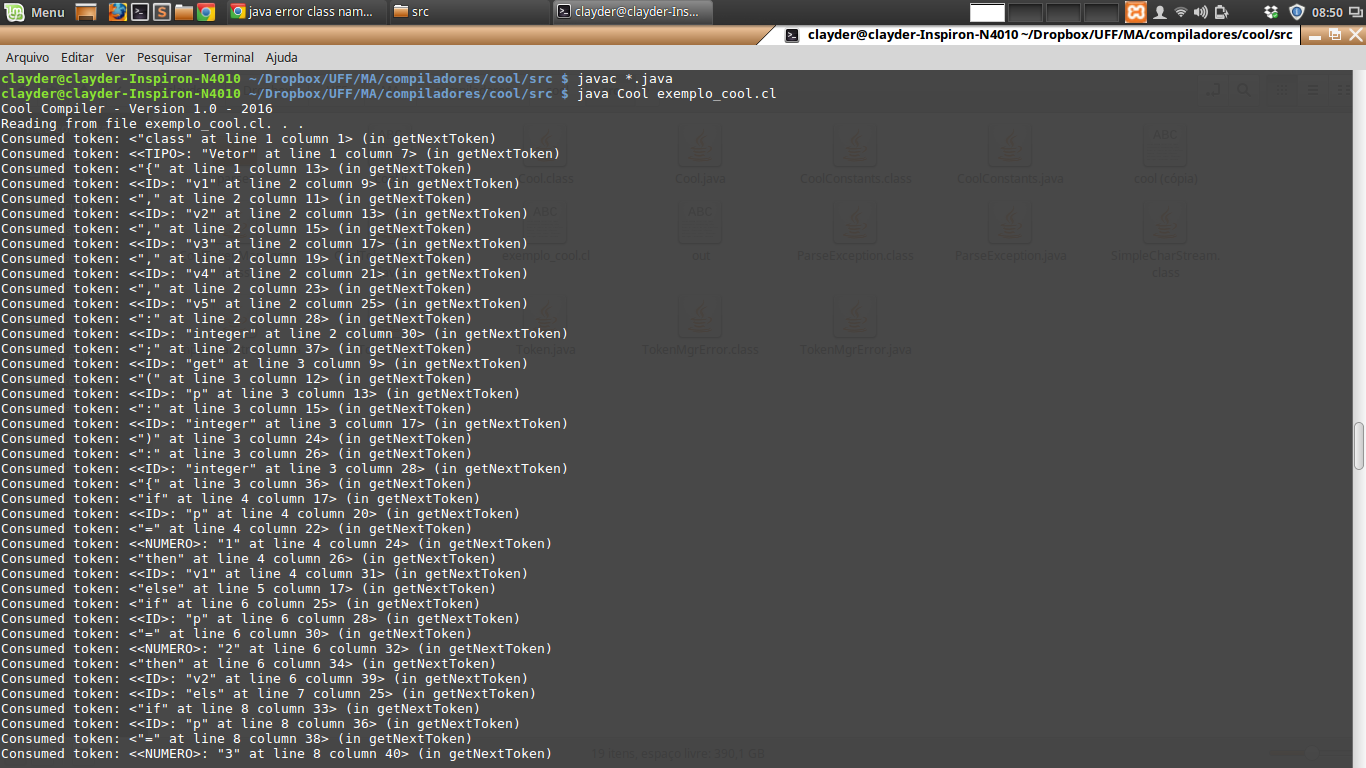 Menu java error class nam... src clayder@clayder-Ins... 08:50
clayder@clayder-Inspiron-N4010 ~/Dropbox/UFF/MA/compiladores/cool/src
Arquivo Editar Ver Pesquisar Terminal Ajuda
clayder@clayder-Inspiron-N4010 ~/Dropbox/UFF/MA/compiladores/cool/src $ javac *.java
clayder@clayder-Inspiron-N4010 ~/Dropbox/UFF/MA/compiladores/cool/src $ java Cool exemplo_cool.cl
Cool Compiler - Version 1.0 - 2016
Reading from file exemplo_cool.cl. . .
Consumed token: <"class" at line 1 column 1> (in getNextToken)
Consumed token: <<TIPO>: "Vetor" at line 1 column 7> (in getNextToken)
Consumed token: <"{" at line 1 column 13> (in getNextToken)
Consumed token: <<ID>: "v1" at line 2 column 9> (in getNextToken)
Consumed token: <"," at line 2 column 11> (in getNextToken)
Consumed token: <<ID>: "v2" at line 2 column 13> (in getNextToken)
Consumed token: <"," at line 2 column 15> (in getNextToken)
Consumed token: <<ID>: "v3" at line 2 column 17> (in getNextToken)
Consumed token: <"," at line 2 column 19> (in getNextToken)
Consumed token: <<ID>: "v4" at line 2 column 21> (in getNextToken)
Consumed token: <"," at line 2 column 23> (in getNextToken)
Consumed token: <<ID>: "v5" at line 2 column 25> (in getNextToken)
Consumed token: <":" at line 2 column 28> (in getNextToken)
Consumed token: <<ID>: "integer" at line 2 column 30> (in getNextToken)
Consumed token: <";" at line 2 column 37> (in getNextToken)
Consumed token: <<ID>: "get" at line 3 column 9> (in getNextToken)
Consumed token: <"(" at line 3 column 12> (in getNextToken)
Consumed token: <<ID>: "p" at line 3 column 13> (in getNextToken)
Consumed token: <":" at line 3 column 15> (in getNextToken)
Consumed token: <<ID>: "integer" at line 3 column 17> (in getNextToken)
Consumed token: <")" at line 3 column 24> (in getNextToken)
Consumed token: <":" at line 3 column 26> (in getNextToken)
Consumed token: <<ID>: "integer" at line 3 column 28> (in getNextToken)
Consumed token: <"{" at line 3 column 36> (in getNextToken)
Consumed token: <"if" at line 4 column 17> (in getNextToken)
Consumed token: <<ID>: "p" at line 4 column 20> (in getNextToken)
Consumed token: <"=" at line 4 column 22> (in getNextToken)
Consumed token: <<NUMERO>: "1" at line 4 column 24> (in getNextToken)
Consumed token: <"then" at line 4 column 26> (in getNextToken)
Consumed token: <<ID>: "v1" at line 4 column 31> (in getNextToken)
Consumed token: <"else" at line 5 column 17> (in getNextToken)
Consumed token: <"if" at line 6 column 25> (in getNextToken)
Consumed token: <<ID>: "p" at line 6 column 28> (in getNextToken)
Consumed token: <"=" at line 6 column 30> (in getNextToken)
Consumed token: <<NUMERO>: "2" at line 6 column 32> (in getNextToken)
Consumed token: <"then" at line 6 column 34> (in getNextToken)
Consumed token: <<ID>: "v2" at line 6 column 39> (in getNextToken)
Consumed token: <<ID>: "els" at line 7 column 25> (in getNextToken)
Consumed token: <"if" at line 8 column 33> (in getNextToken)
Consumed token: <<ID>: "p" at line 8 column 36> (in getNextToken)
Consumed token: <"=" at line 8 column 38> (in getNextToken)
Consumed token: <<NUMERO>: "3" at line 8 column 40> (in getNextToken)
Cool.class Cool.java CoolConstants.class CoolConstants.java cool (cópia)
exemplo_cool.cl out ParseException.class ParseException.java SimpleCharStream.
class
Token.java TokenMgrError.class TokenMgrError.java